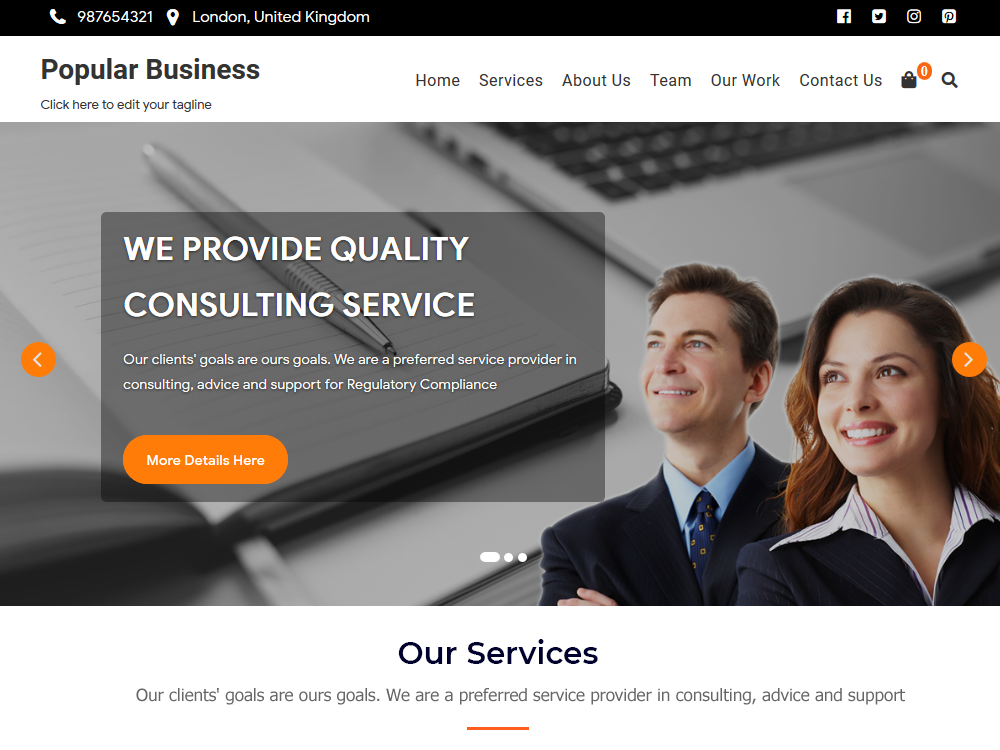 987654321 London, United Kingdom
Popular Business
Click here to edit your tagline
Home Services About Us Team Our Work Contact Us 0
WE PROVIDE QUALITY
CONSULTING SERVICE
Our clients' goals are ours goals. We are a preferred service provider in
consulting, advice and support for Regulatory Compliance
More Details Here
Our Services
Our clients' goals are ours goals. We are a preferred service provider in consulting, advice and support